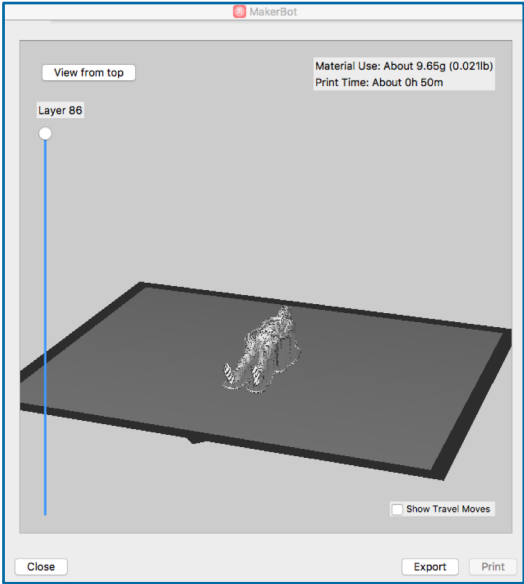 MakerBot
View from top
Material Use: About 9.65g (0.021lb)
Print Time: About 0h 50m
Layer 86
Show Travel Moves
Close
Export
Print